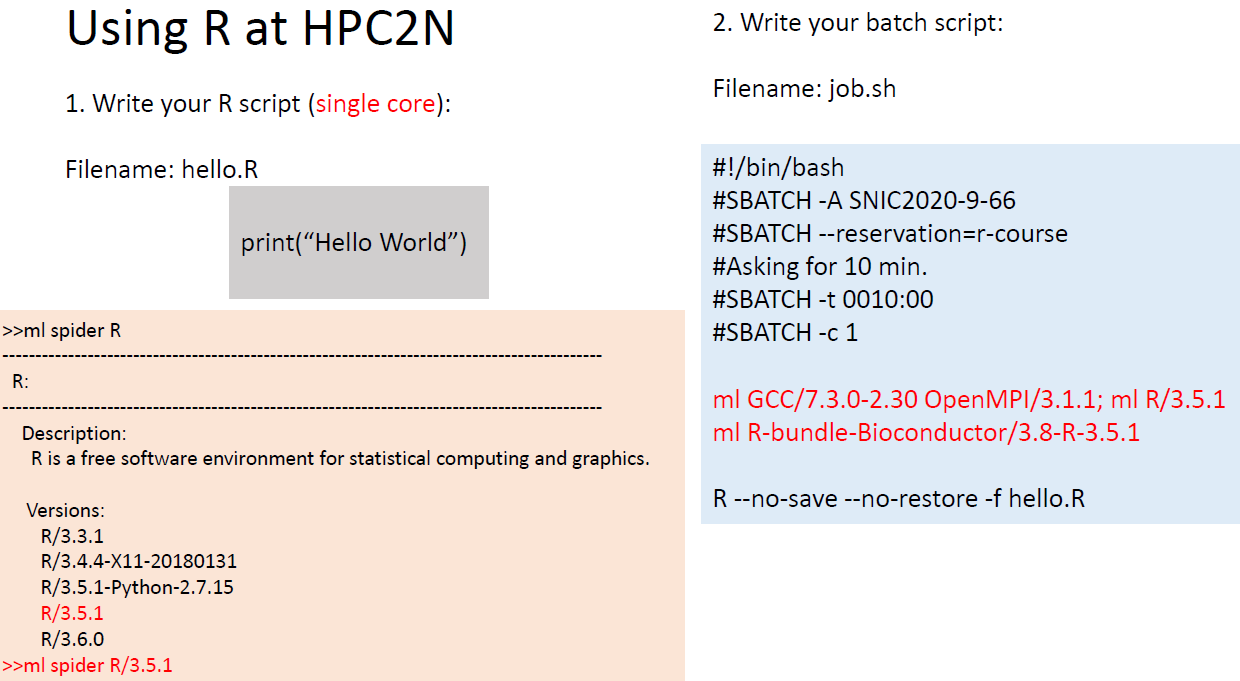 Using R at HPC2N
1. Write your R script (single core):
Filename: hello.R
print(“Hello World”)
>>ml spider R
----------------------------------------------------------------------------------------
R:
----------------------------------------------------------------------------------------
Description:
R is a free software environment for statistical computing and graphics.
Versions:
R/3.3.1
R/3.4.4-X11-20180131
R/3.5.1-Python-2.7.15
R/3.5.1
R/3.6.0
>>ml spider R/3.5.1
2. Write your batch script:
Filename: job.sh
#!/bin/bash
#SBATCH -A SNIC2020-9-66
#SBATCH --reservation=r-course
#Asking for 10 min.
#SBATCH -t 0010:00
#SBATCH -c 1
ml GCC/7.3.0-2.30 OpenMPI/3.1.1; ml R/3.5.1
ml R-bundle-Bioconductor/3.8-R-3.5.1
R --no-save --no-restore -f hello.R